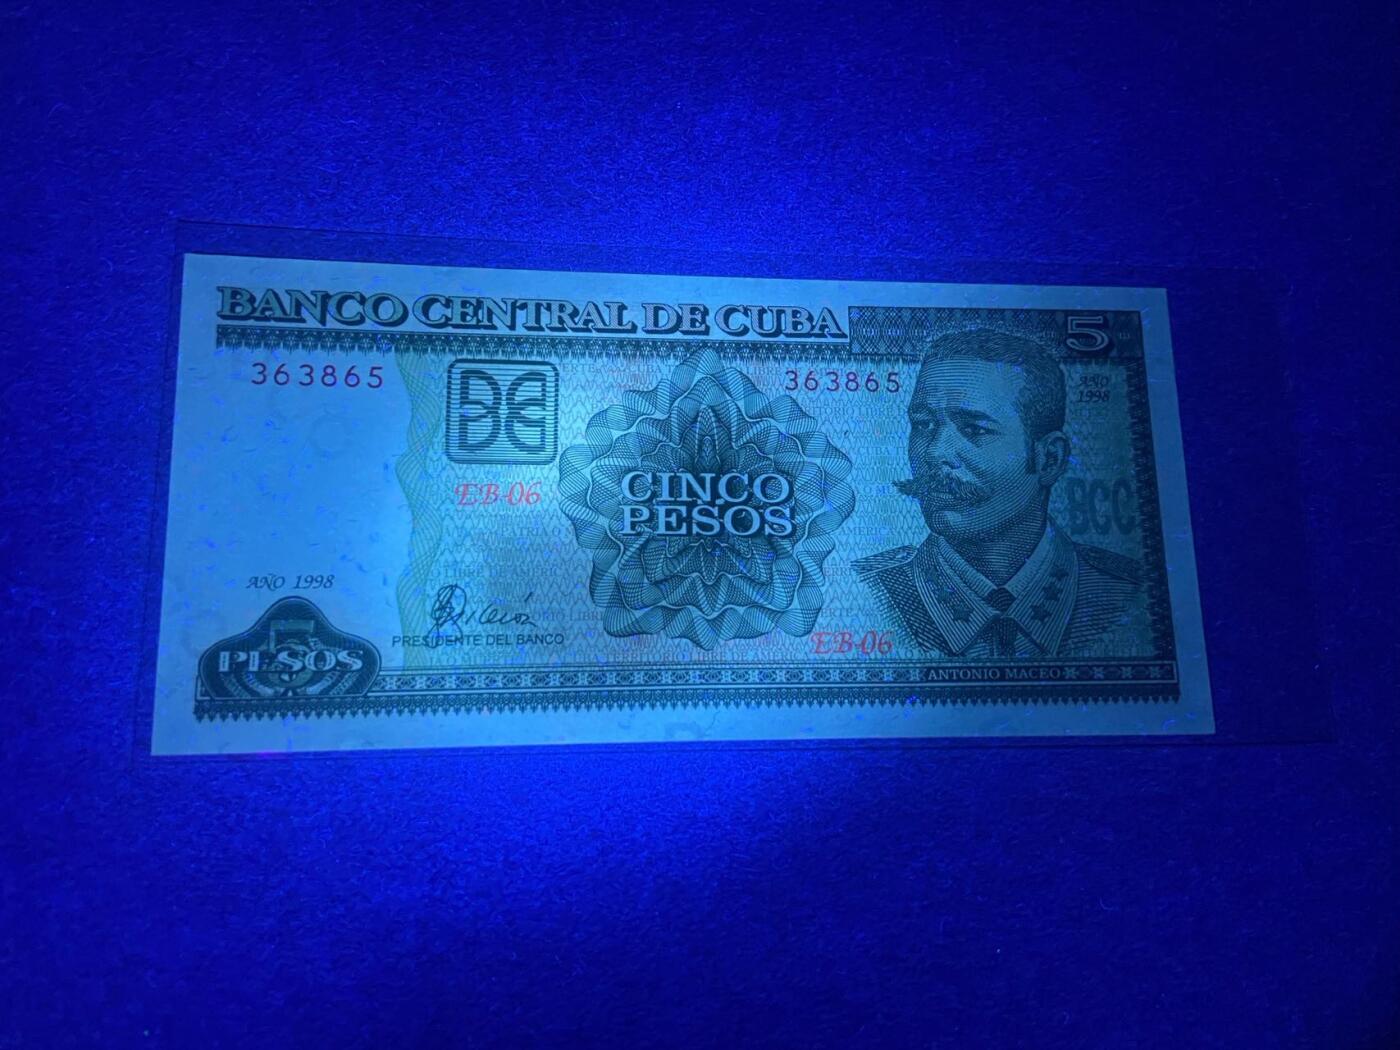 BANCO CENTRAL DE CUBA
5
363865
363865
AÑO
1998
EB-06
CINCO
PESOS
BCC
AÑO 1998
PRESIDENTE DEL BANCO
EB-06
5
PESOS
ANTONIO MACEO